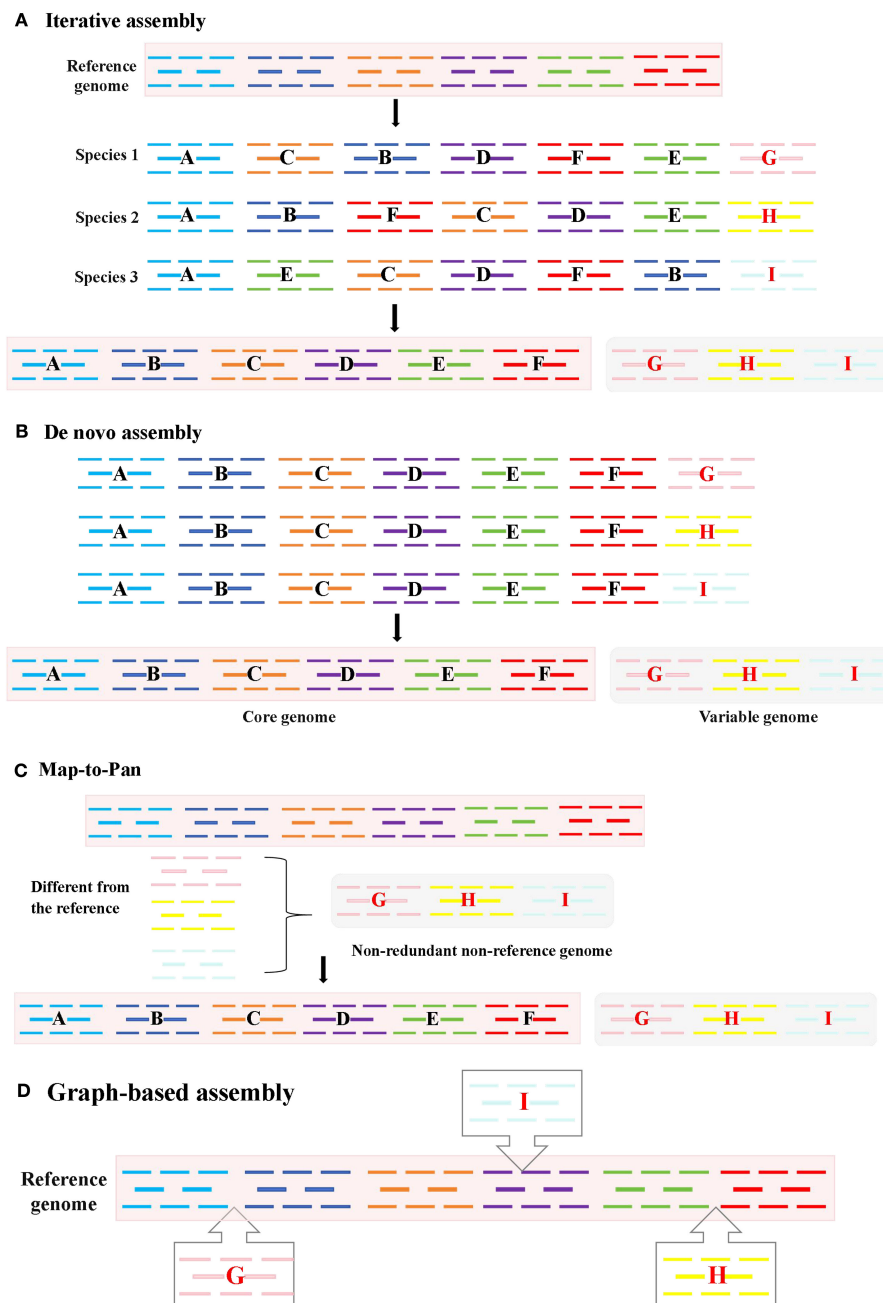 A Iterative assembly
Reference
genome
Species 1
A C B D F E G
Species 2
A B F C D E H
Species 3
A E C D F B I
A B C D E F G H I
B De novo assembly
A B C D E F G
A B C D E F H
A B C D E F I
A B C D E F G H I
Core genome
Variable genome
C Map-to-Pan
Different from
the reference
G H I
Non-redundant non-reference genome
A B C D E F G H I
D Graph-based assembly
I
Reference
genome
G
H